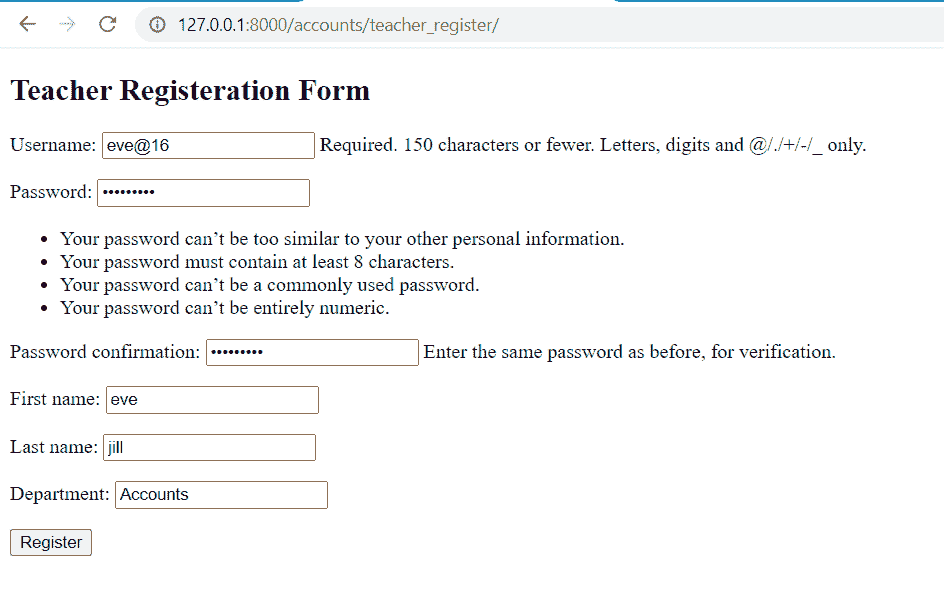 127.0.0.1:8000/accounts/teacher_register/
Teacher Registeration Form
Username: eve@16 Required. 150 characters or fewer. Letters, digits and @/./+/-/_ only.
Password: •••••••••
• Your password can’t be too similar to your other personal information.
• Your password must contain at least 8 characters.
• Your password can’t be a commonly used password.
• Your password can’t be entirely numeric.
Password confirmation: ••••••••• Enter the same password as before, for verification.
First name: eve
Last name: jill
Department: Accounts
Register